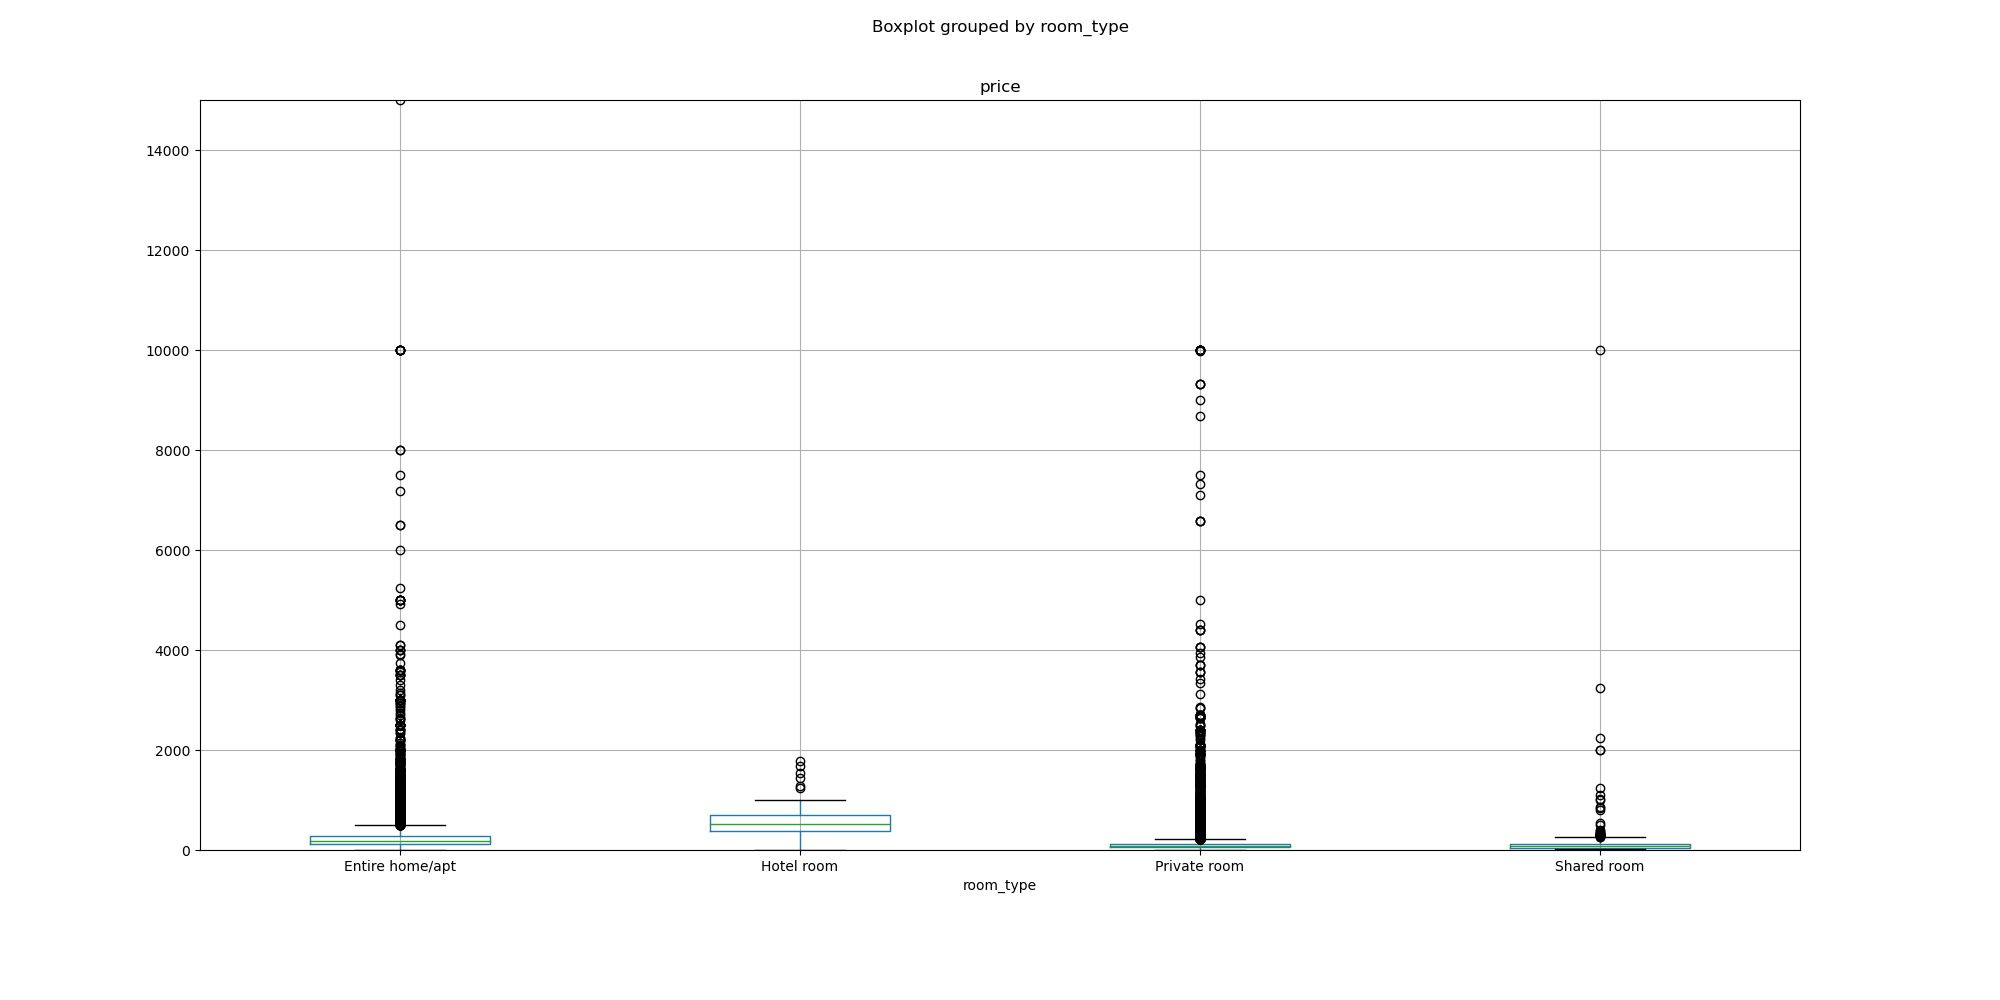 Boxplot grouped by room_type
price
14000
12000
10000
8000
6000
4000
2000
0
Entire home/apt Hotel room Private room Shared room
room_type